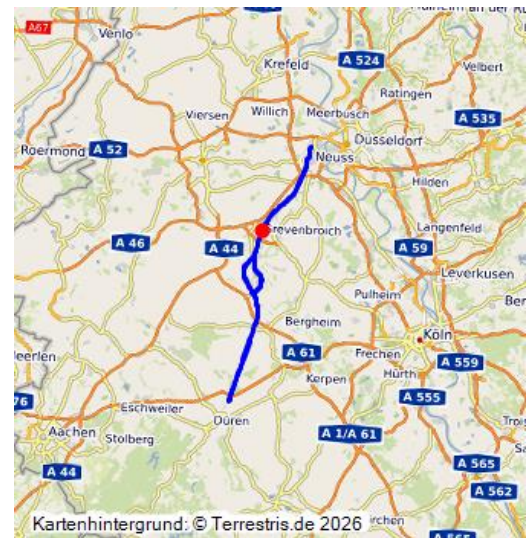 A67
Venlo
Krefeld
A 524
Velbert
Viersen
Willich
Meerbusch
Ratingen
A 535
Roermond
A 52
Düsseldorf
Neuss
Hilden
A 46
A 44
revenbroich
Langenfeld
A 59
Leverkusen
Pulheim
Bergheim
Köln
Heerlen
A 61
Frechen
A 559
Kerpen
Hürth
76
Eschweiler
A 555
Aachen
Stolberg
Düren
A 1/A 61
A 44
A 565
A 562
Kartenhintergrund: © Terrestris.de 2026